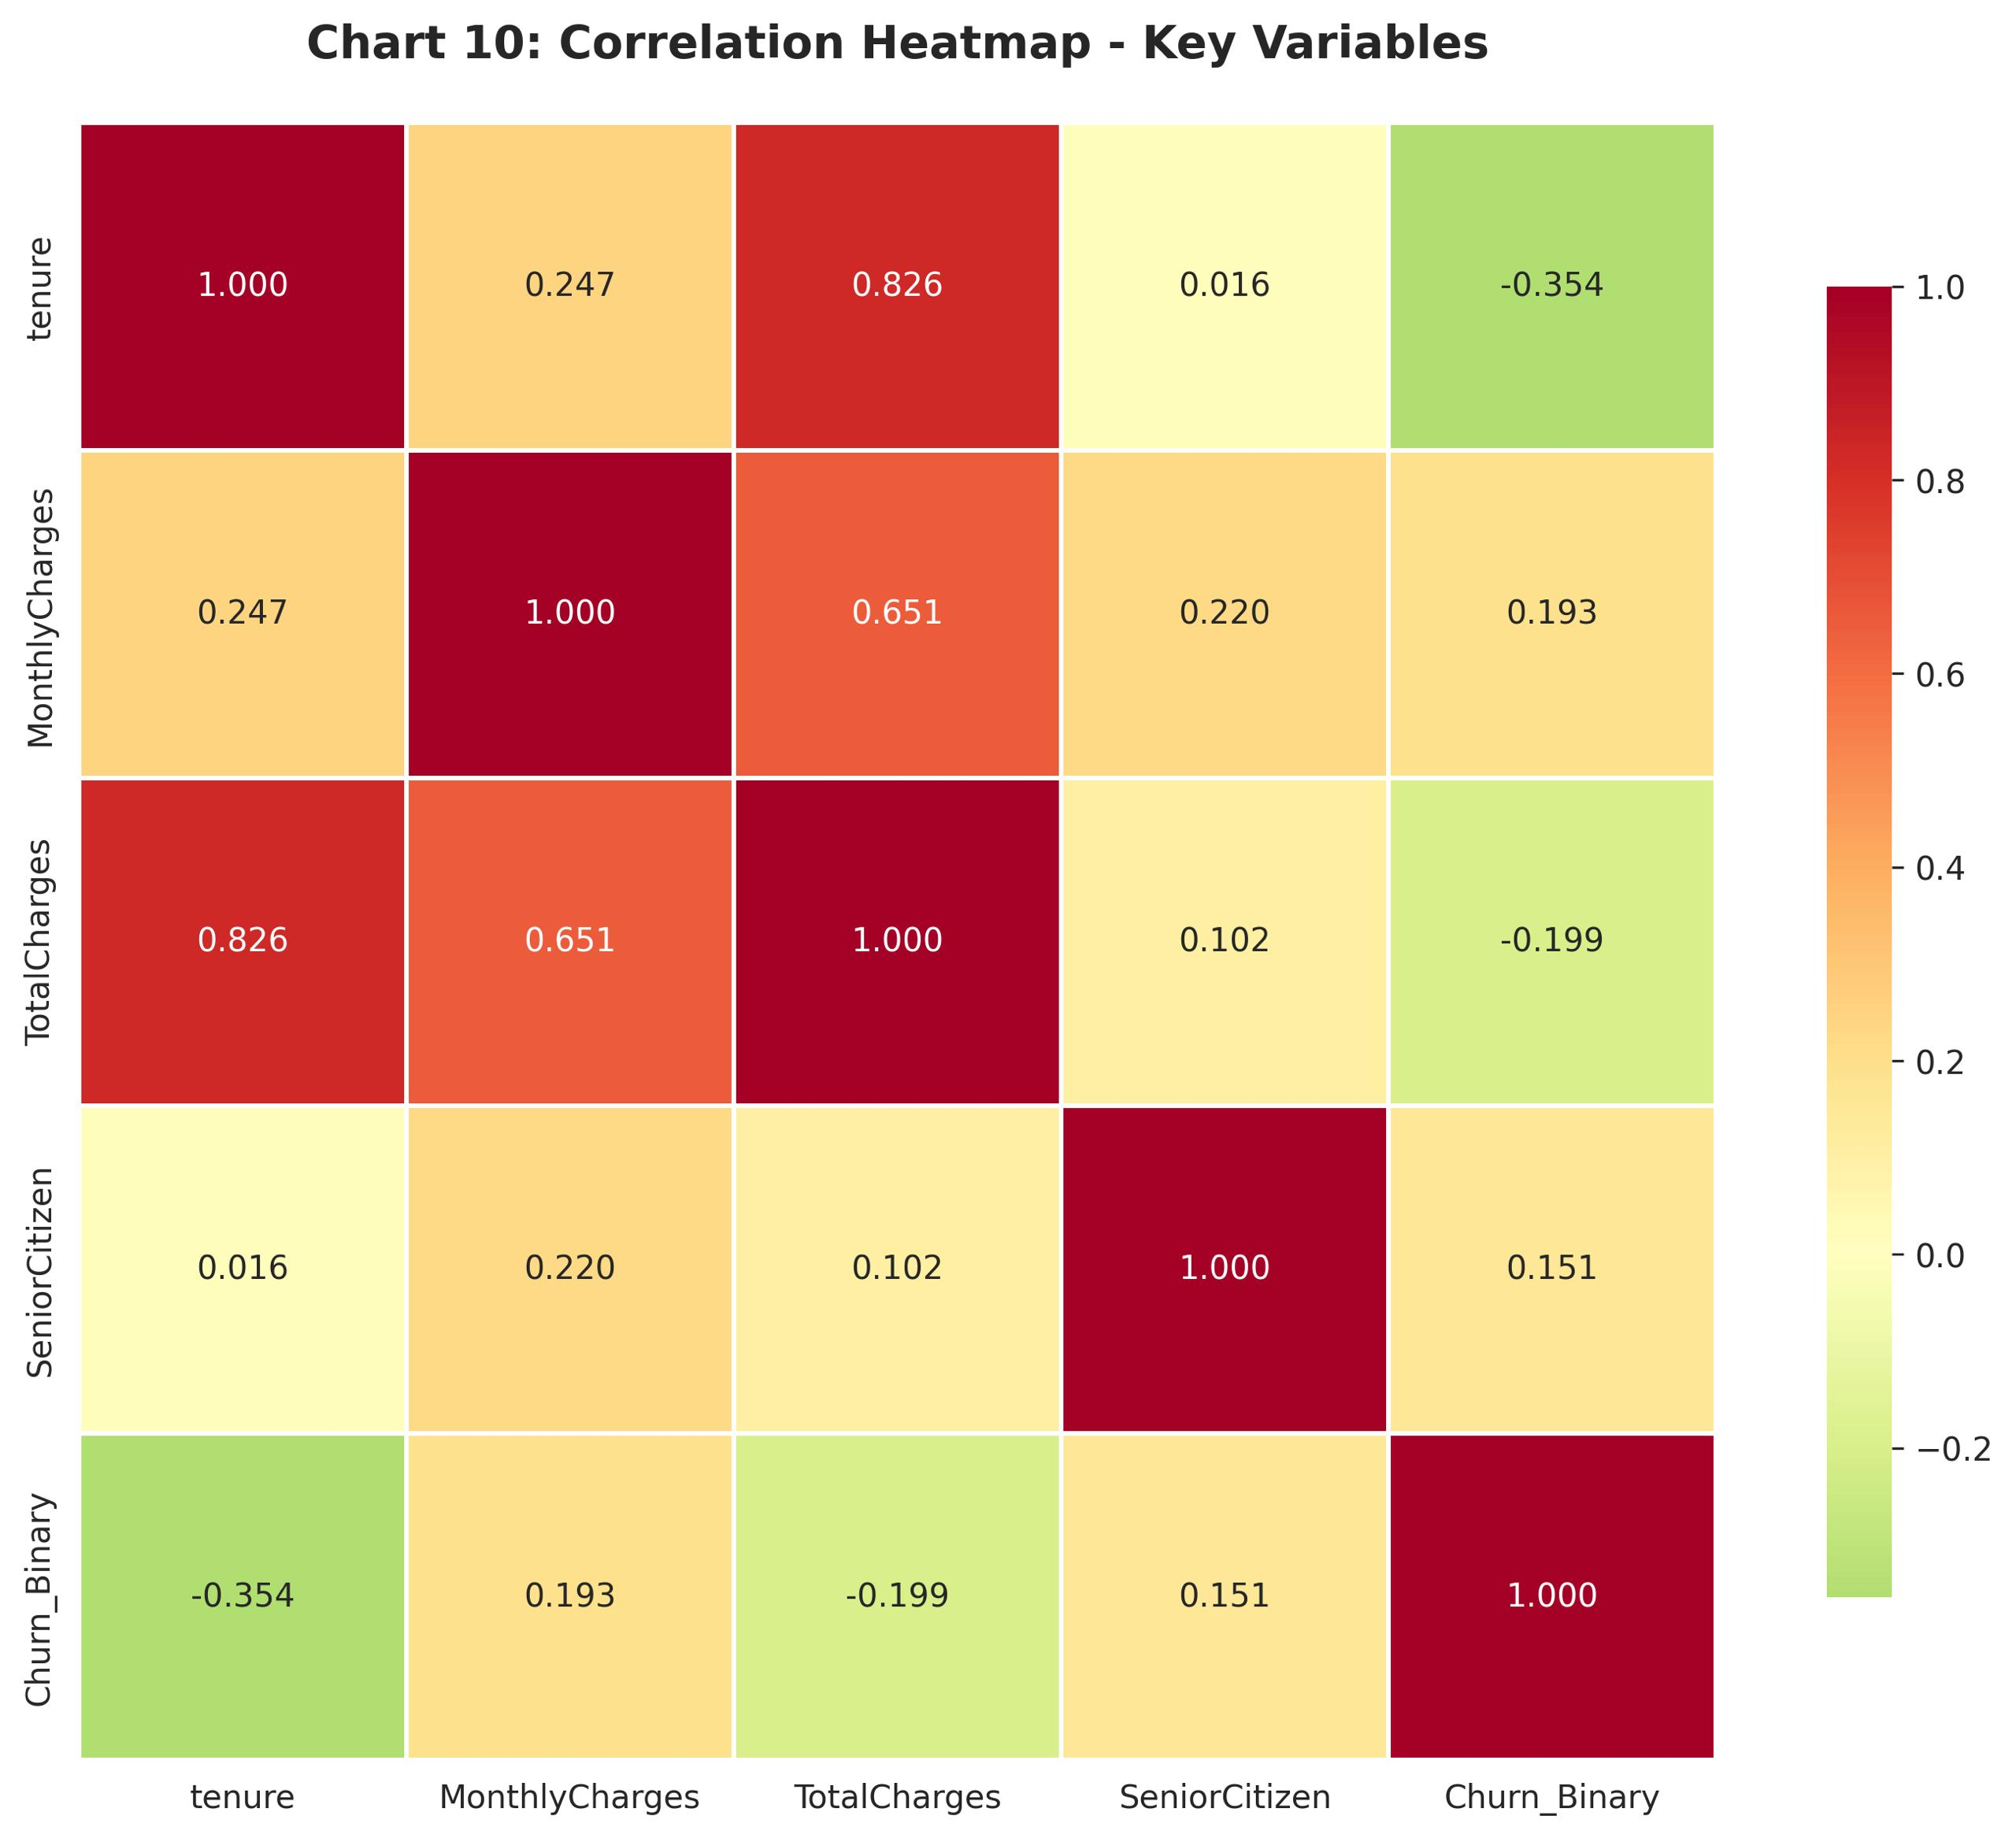 Chart 10: Correlation Heatmap - Key Variables
tenure
1.000 0.247 0.826 0.016 -0.354
MonthlyCharges
0.247 1.000 0.651 0.220 0.193
TotalCharges
0.826 0.651 1.000 0.102 -0.199
SeniorCitizen
0.016 0.220 0.102 1.000 0.151
Churn_Binary
-0.354 0.193 -0.199 0.151 1.000
tenure MonthlyCharges TotalCharges SeniorCitizen Churn_Binary
1.0
0.8
0.6
0.4
0.2
0.0
−0.2